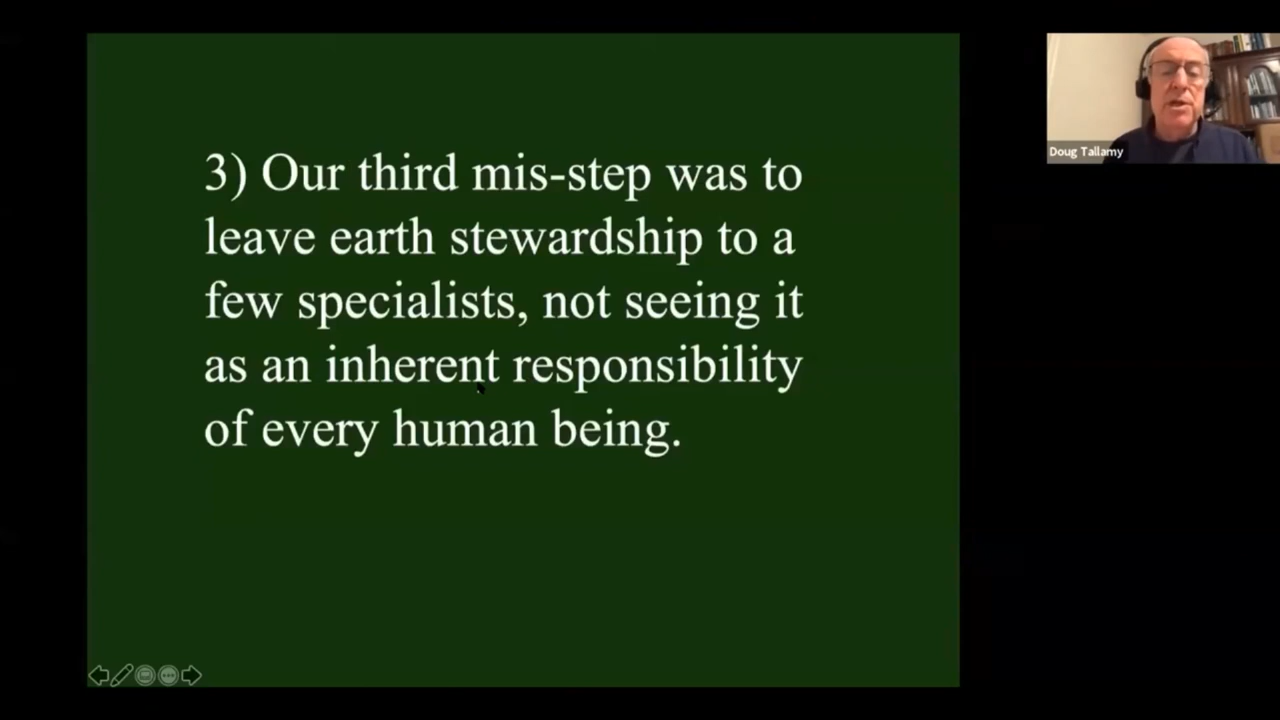 3) Our third mis-step was to
leave earth stewardship to a
few specialists, not seeing it
as an inherent responsibility
of every human being.
Doug Tallamy